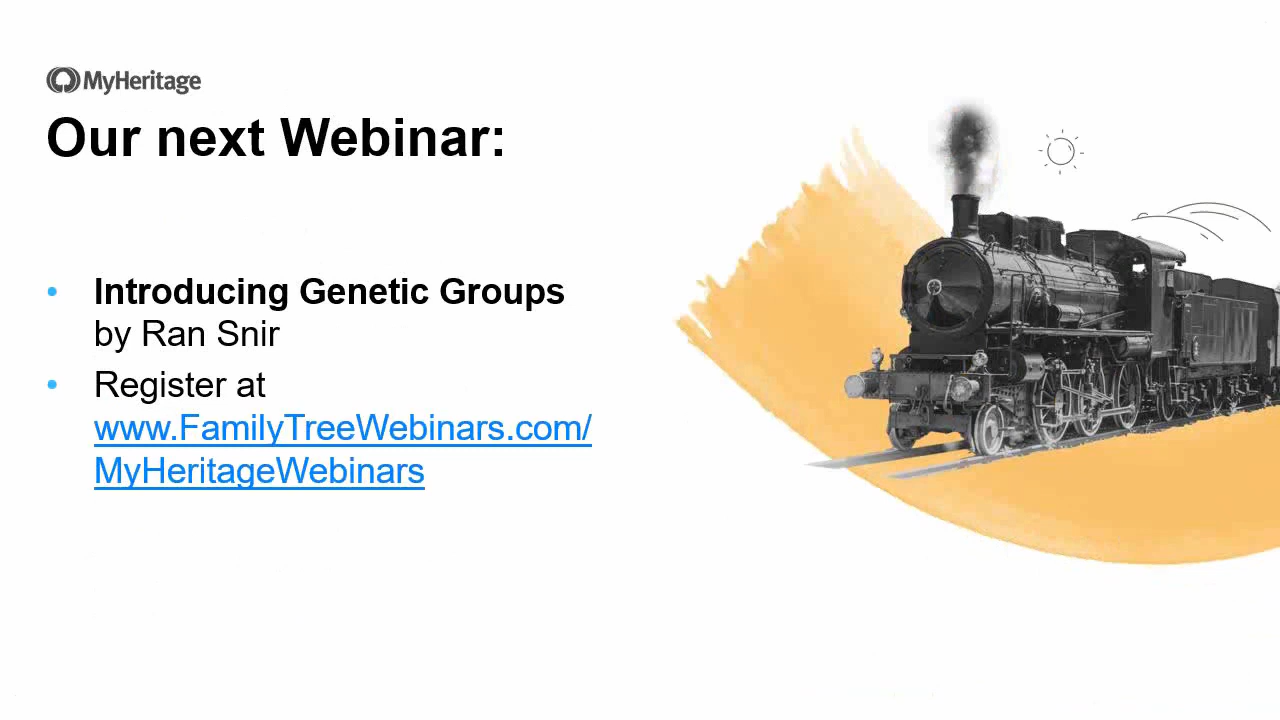 MyHeritage
Our next Webinar:
• Introducing Genetic Groups
by Ran Snir
• Register at
www.FamilyTreeWebinars.com/
MyHeritageWebinars